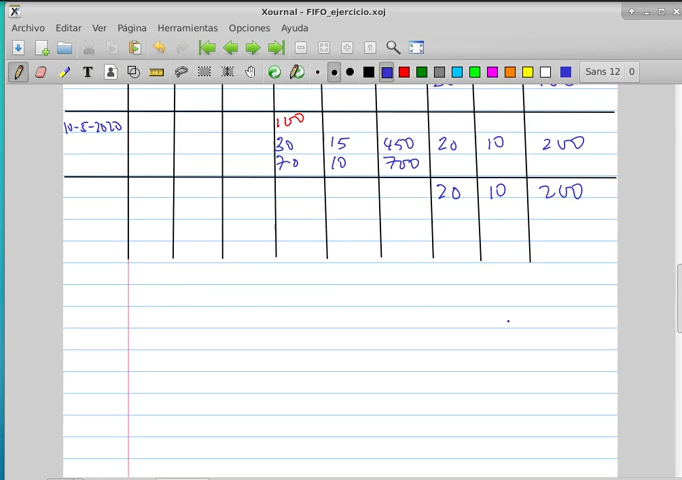 Xournal - FIFO_ejercicio.xoj
Archivo Editar Ver Página Herramientas Opciones Ayuda
T Sans 12 0
10-5-2020 100
30 15 450 20 10 200
70 10 700
20 10 200